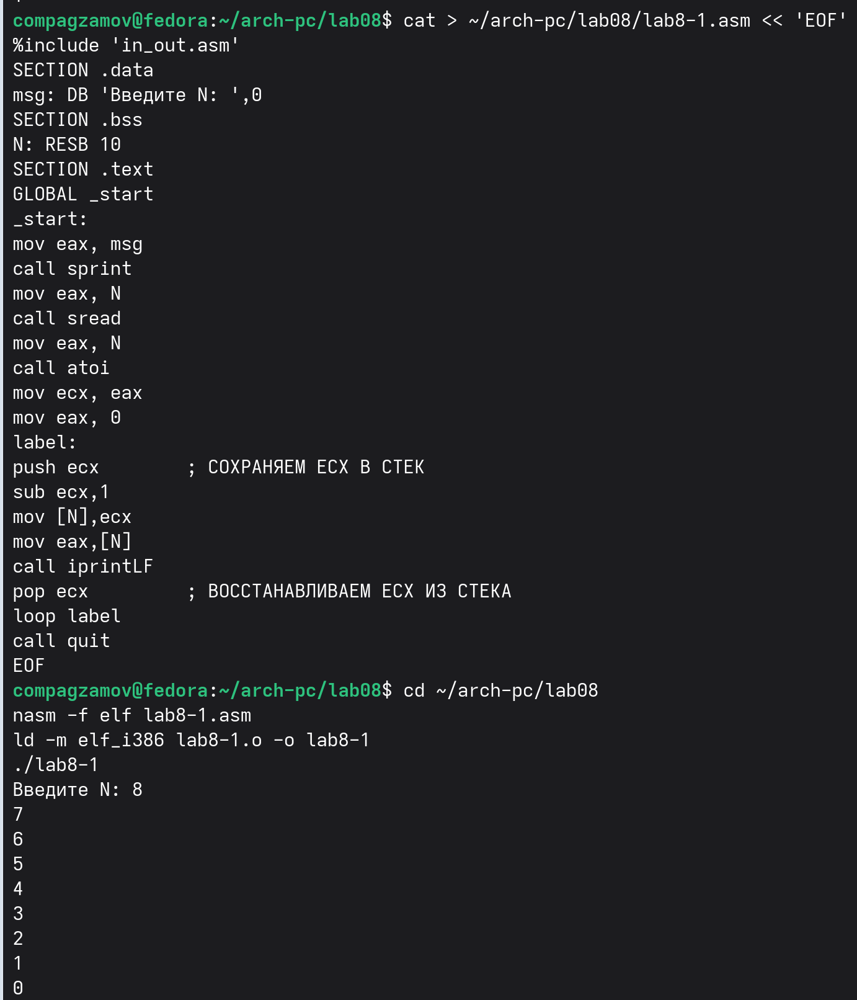 compagzamov@fedora:~/arch-pc/lab08$ cat > ~/arch-pc/lab08/lab8-1.asm << 'EOF'
%include 'in_out.asm'
SECTION .data
msg: DB 'Введите N: ',0
SECTION .bss
N: RESB 10
SECTION .text
GLOBAL _start
_start:
mov eax, msg
call sprint
mov eax, N
call sread
mov eax, N
call atoi
mov ecx, eax
mov eax, 0
label:
push ecx        ; СОХРАНЯЕМ ECX В СТЕК
sub ecx,1
mov [N],ecx
mov eax,[N]
call iprintLF
pop ecx         ; ВОССТАНАВЛИВАЕМ ECX ИЗ СТЕКА
loop label
call quit
EOF
compagzamov@fedora:~/arch-pc/lab08$ cd ~/arch-pc/lab08
nasm -f elf lab8-1.asm
ld -m elf_i386 lab8-1.o -o lab8-1
./lab8-1
Введите N: 8
7
6
5
4
3
2
1
0